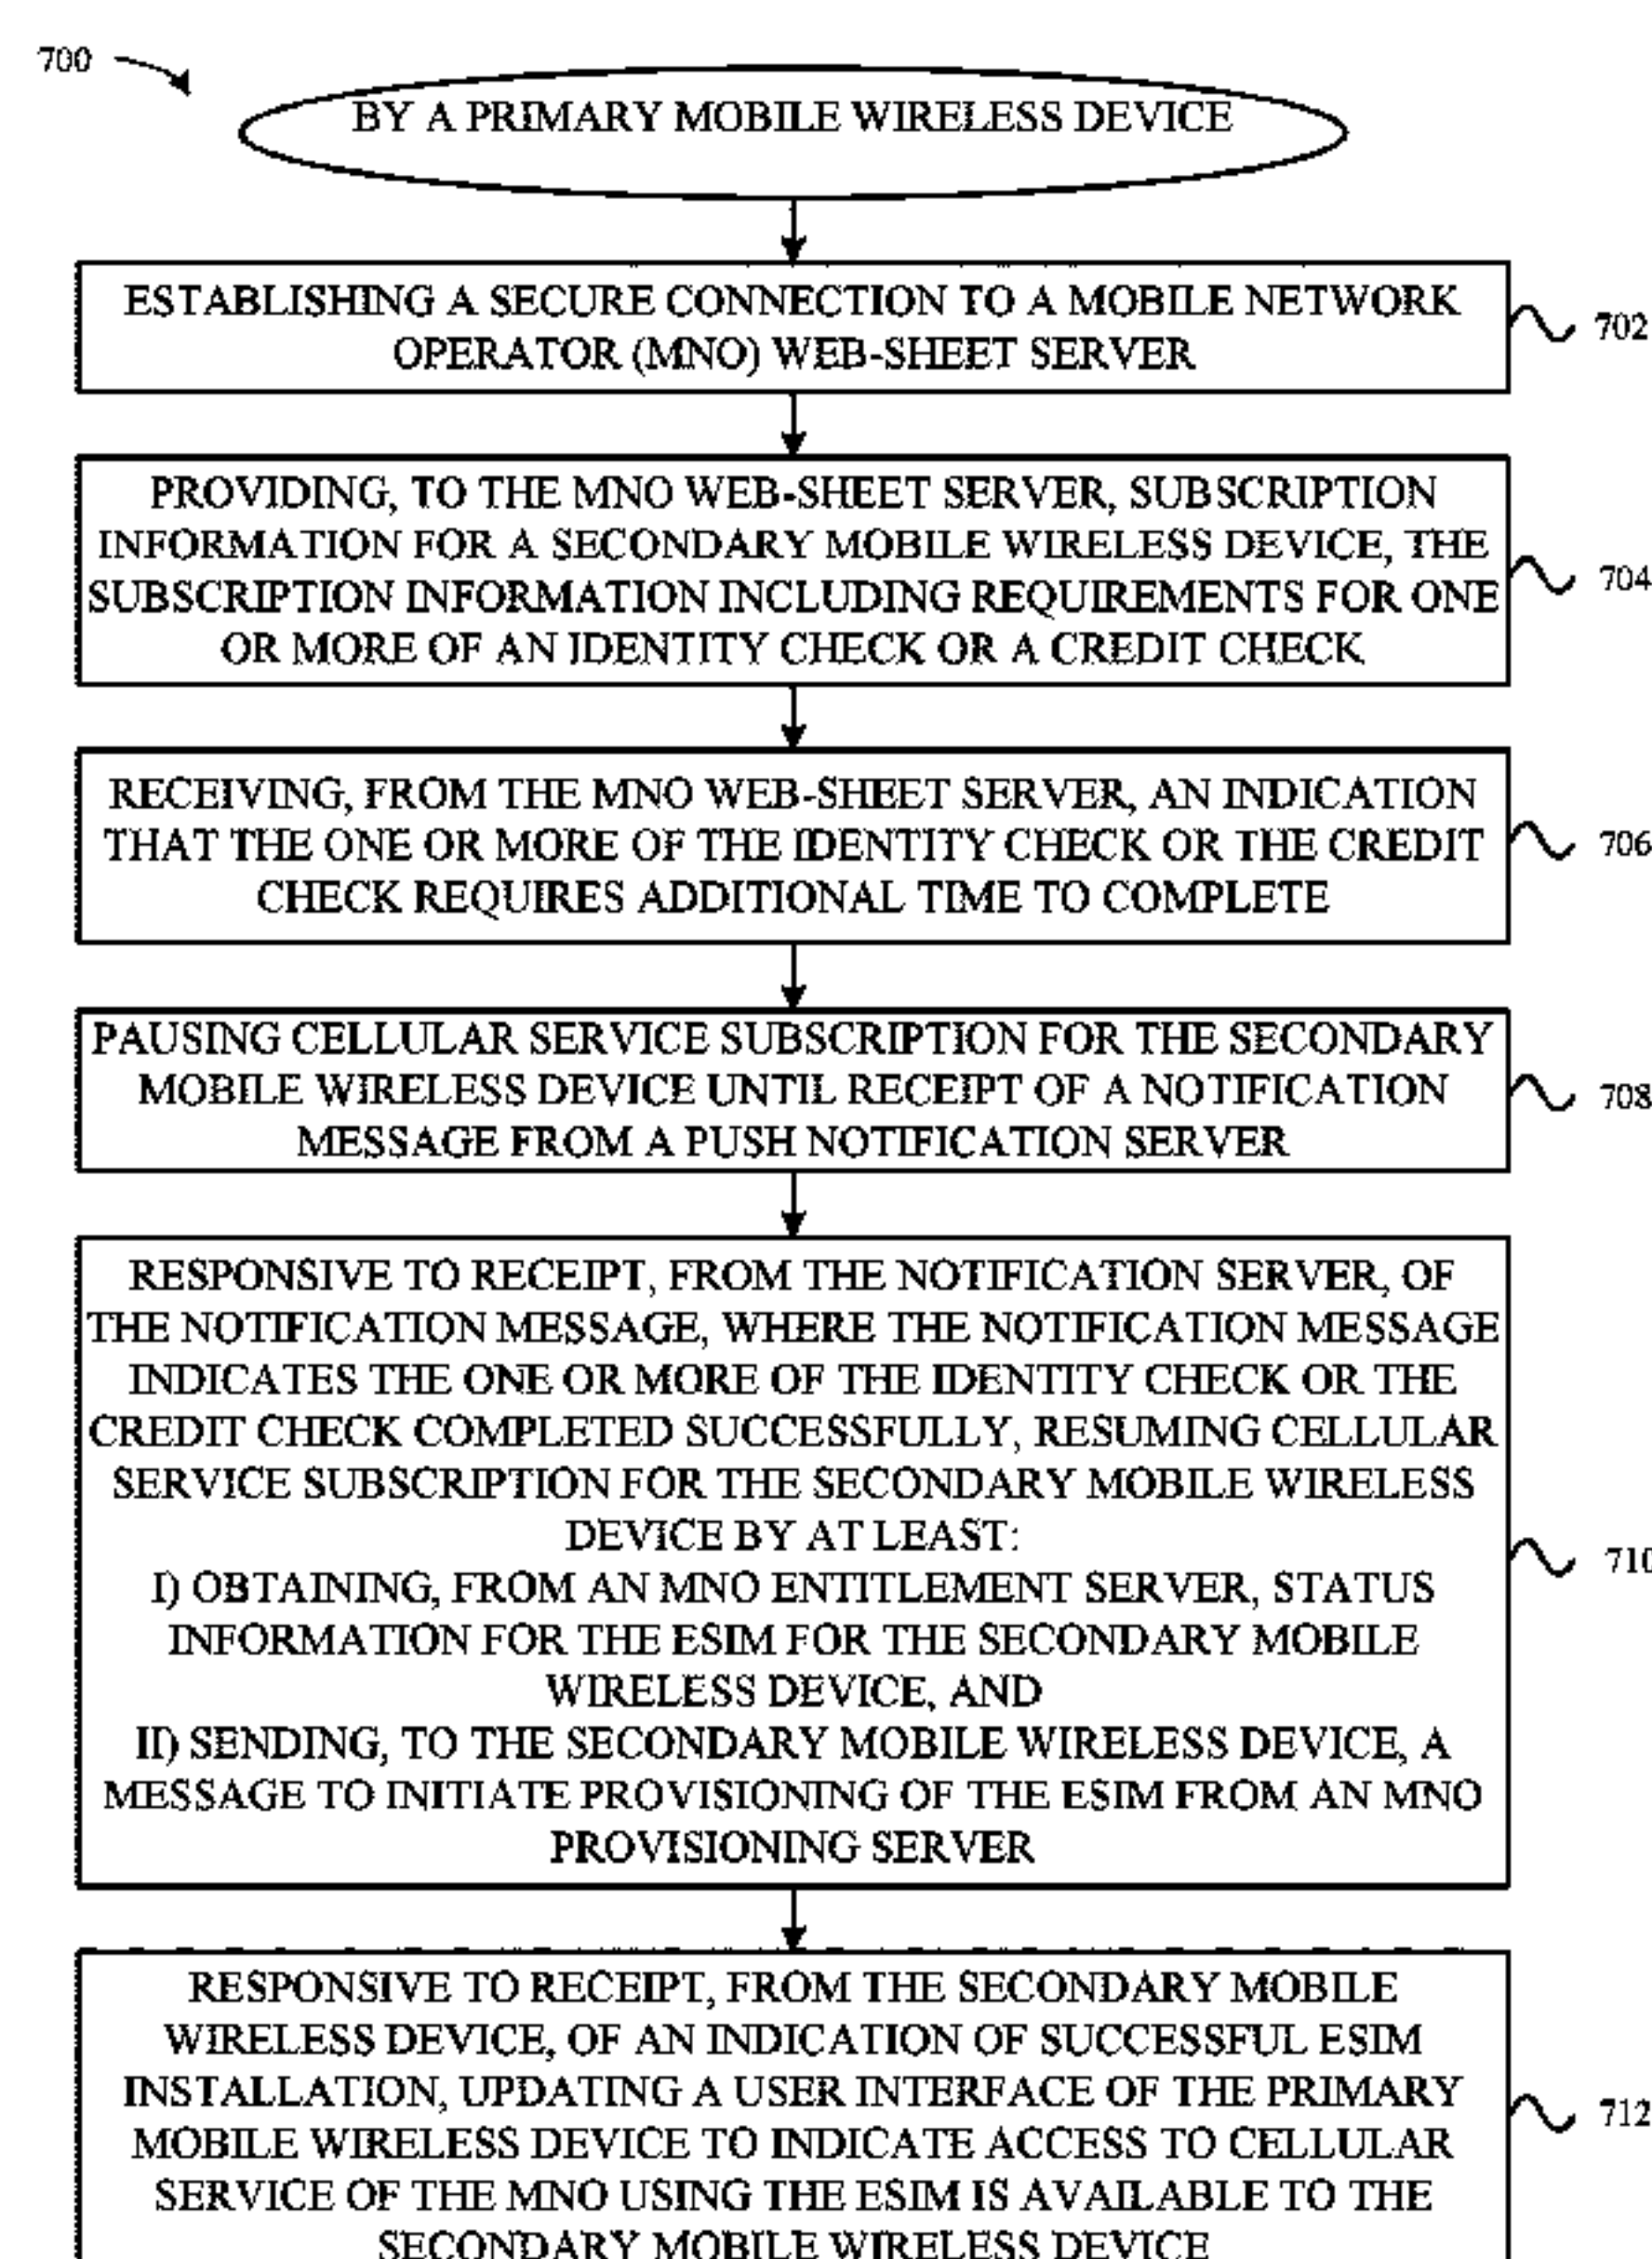 700
BY A PRIMARY MOBILE WIRELESS DEVICE
ESTABLISHING A SECURE CONNECTION TO A MOBILE NETWORK
OPERATOR (MNO) WEB-SHEET SERVER
702
PROVIDING, TO THE MNO WEB-SHEET SERVER, SUBSCRIPTION
INFORMATION FOR A SECONDARY MOBILE WIRELESS DEVICE, THE
SUBSCRIPTION INFORMATION INCLUDING REQUIREMENTS FOR ONE
OR MORE OF AN IDENTITY CHECK OR A CREDIT CHECK
704
RECEIVING, FROM THE MNO WEB-SHEET SERVER, AN INDICATION
THAT THE ONE OR MORE OF THE IDENTITY CHECK OR THE CREDIT
CHECK REQUIRES ADDITIONAL TIME TO COMPLETE
706
PAUSING CELLULAR SERVICE SUBSCRIPTION FOR THE SECONDARY
MOBILE WIRELESS DEVICE UNTIL RECEIPT OF A NOTIFICATION
MESSAGE FROM A PUSH NOTIFICATION SERVER
708
RESPONSIVE TO RECEIPT, FROM THE NOTIFICATION SERVER, OF
THE NOTIFICATION MESSAGE, WHERE THE NOTIFICATION MESSAGE
INDICATES THE ONE OR MORE OF THE IDENTITY CHECK OR THE
CREDIT CHECK COMPLETED SUCCESSFULLY, RESUMING CELLULAR
SERVICE SUBSCRIPTION FOR THE SECONDARY MOBILE WIRELESS
DEVICE BY AT LEAST:
I) OBTAINING, FROM AN MNO ENTITLEMENT SERVER, STATUS
INFORMATION FOR THE ESIM FOR THE SECONDARY MOBILE
WIRELESS DEVICE, AND
II) SENDING, TO THE SECONDARY MOBILE WIRELESS DEVICE, A
MESSAGE TO INITIATE PROVISIONING OF THE ESIM FROM AN MNO
PROVISIONING SERVER
710
RESPONSIVE TO RECEIPT, FROM THE SECONDARY MOBILE
WIRELESS DEVICE, OF AN INDICATION OF SUCCESSFUL ESIM
INSTALLATION, UPDATING A USER INTERFACE OF THE PRIMARY
MOBILE WIRELESS DEVICE TO INDICATE ACCESS TO CELLULAR
SERVICE OF THE MNO USING THE ESIM IS AVAILABLE TO THE
SECONDARY MOBILE WIRELESS DEVICE
712